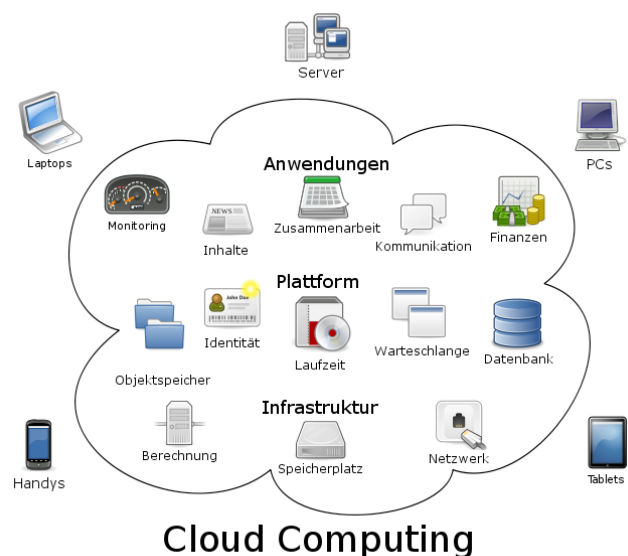 Server
Laptops
PCs
Anwendungen
Monitoring
NEWS
Inhalte
Zusammenarbeit
Kommunikation
Finanzen
Plattform
John Doe
Identität
Objektspeicher
Laufzeit
Warteschlange
Datenbank
Infrastruktur
Berechnung
Speicherplatz
Netzwerk
Handys
Tablets
Cloud Computing